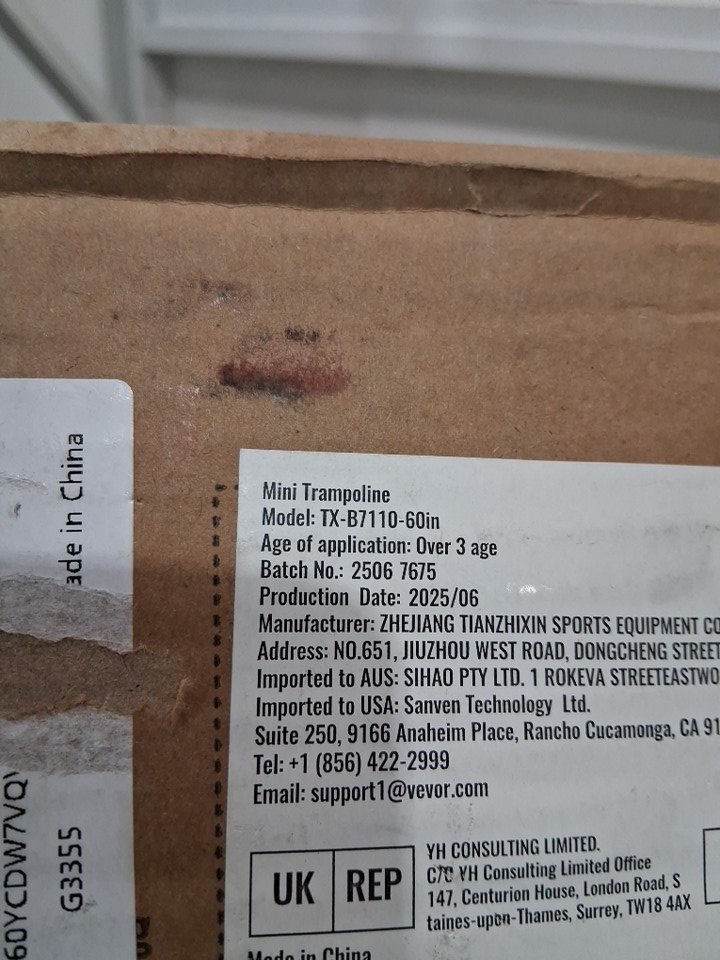 ade in China
60YCDW7VQ
G3355
Mini Trampoline
Model: TX-B7110-60in
Age of application: Over 3 age
Batch No.: 2506 7675
Production Date: 2025/06
Manufacturer: ZHEJIANG TIANZHIXIN SPORTS EQUIPMENT CO
Address: NO.651, JIUZHOU WEST ROAD, DONGCHENG STREET
Imported to AUS: SIHAO PTY LTD. 1 ROKEVA STREETEASTWO
Imported to USA: Sanven Technology Ltd.
Suite 250, 9166 Anaheim Place, Rancho Cucamonga, CA 91
Tel: +1 (856) 422-2999
Email: support1@vevor.com
UK REP
YH CONSULTING LIMITED.
C/O YH Consulting Limited Office
147, Centurion House, London Road, S
taines-upon-Thames, Surrey, TW18 4AX
Made in China